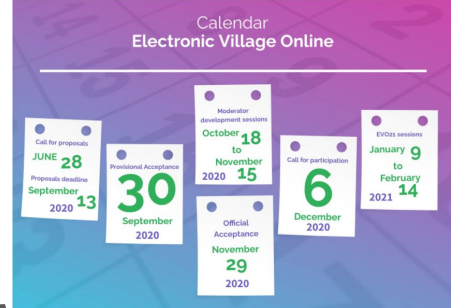 Calendar
Electronic Village Online
Call for proposals
JUNE 28
Proposals deadline
September 13
2020
Provisional Acceptance
30
September
2020
Moderator
development sessions
October 18
to
November
2020 15
Official
Acceptance
November
29
2020
Call for participation
6
December
2020
EVO21 sessions
January 9
to
February
2021 14